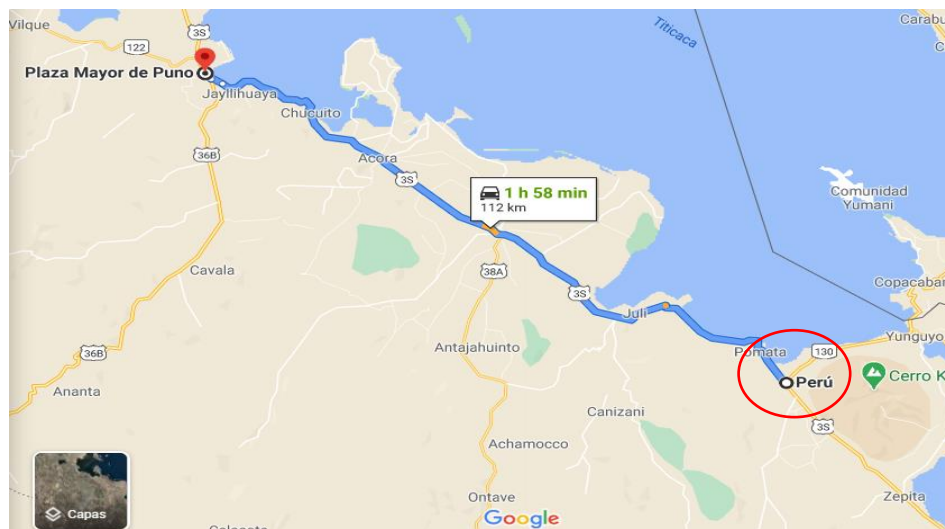 Vilque
3S
Titicaca
Carabu
122
Plaza Mayor de Puno
Jayllihuaya
Chucuito
36B
Acora
3S
1 h 58 min
112 km
Comunidad
Yumani
Cavala
38A
3S
Copacaban
Juli
Yunguyo
36B
Antajahuinto
Pomata
130
Perú
Cerro K
Ananta
Canizani
3S
Achamocco
Zepita
Ontave
Capas
Google